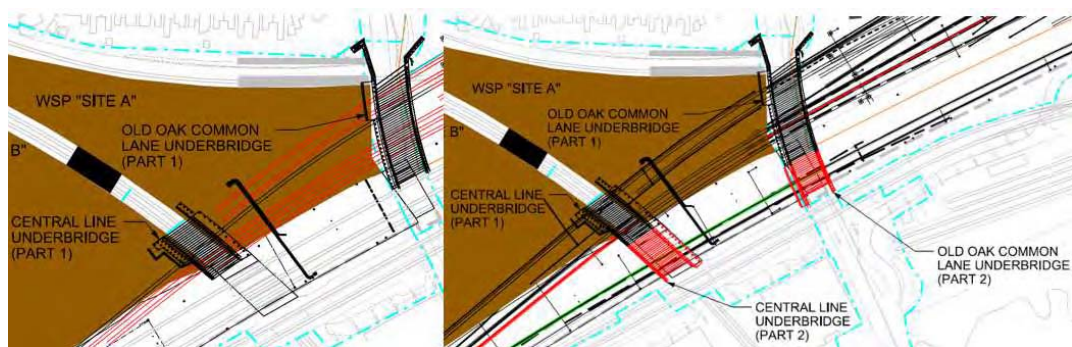 WSP "SITE A"
OLD OAK COMMON
LANE UNDERBRIDGE
(PART 1)
B"
CENTRAL LINE
UNDERBRIDGE
(PART 1)
WSP "SITE A"
OLD OAK COMMON
LANE UNDERBRIDGE
(PART 1)
B"
CENTRAL LINE
UNDERBRIDGE
(PART 1)
OLD OAK COMMON
LANE UNDERBRIDGE
(PART 2)
CENTRAL LINE
UNDERBRIDGE
(PART 2)